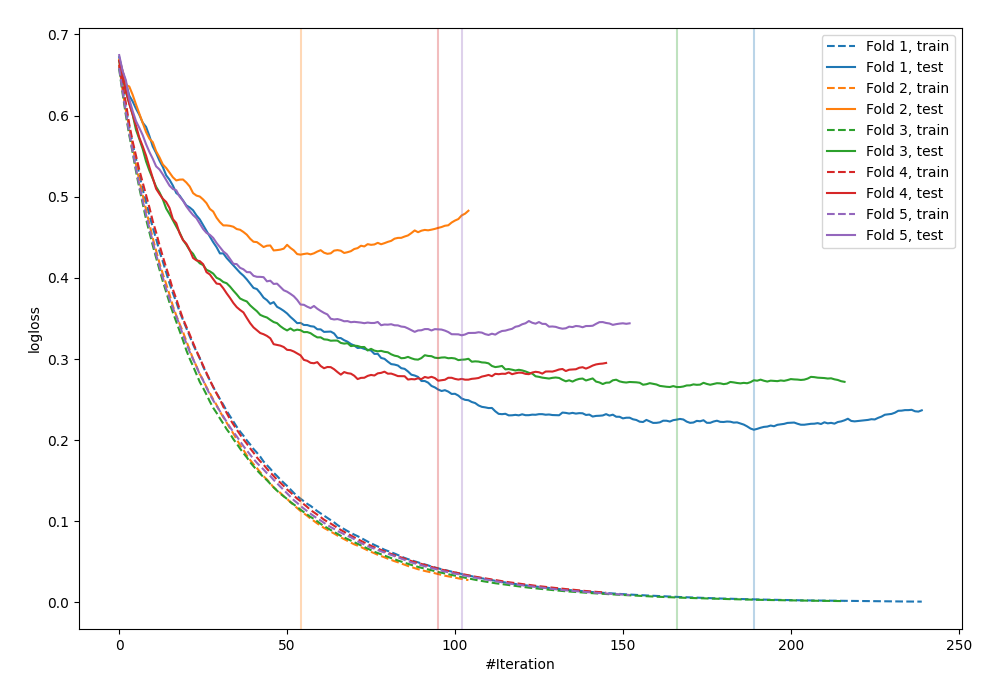 0.7
0.6
0.5
0.4
0.3
0.2
0.1
0.0
logloss
0
50
100
150
200
250
#Iteration
Fold 1, train
Fold 1, test
Fold 2, train
Fold 2, test
Fold 3, train
Fold 3, test
Fold 4, train
Fold 4, test
Fold 5, train
Fold 5, test